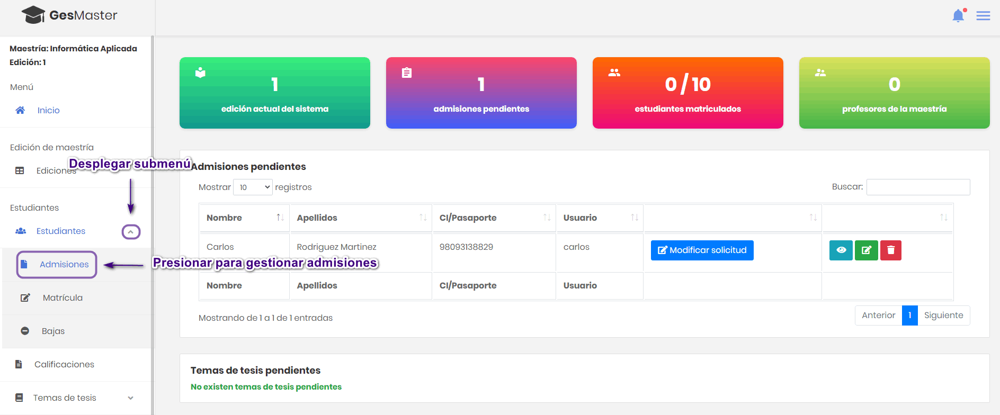 GesMaster
Maestría: Informática Aplicada
Edición: 1
Menú
Inicio
Edición de maestría
Ediciones
Desplegar submenú
Estudiantes
Estudiantes
Admisiones
Presionar para gestionar admisiones
Matrícula
Bajas
Calificaciones
Temas de tesis
1
edición actual del sistema
1
admisiones pendientes
0 / 10
estudiantes matriculados
0
profesores de la maestría
Admisiones pendientes
Mostrar 10 registros
Buscar:
Nombre Apellidos CI/Pasaporte Usuario
Carlos Rodriguez Martinez 98093138829 carlos Modificar solicitud
Nombre Apellidos CI/Pasaporte Usuario
Mostrando de 1 a 1 de 1 entradas
Anterior 1 Siguiente
Temas de tesis pendientes
No existen temas de tesis pendientes